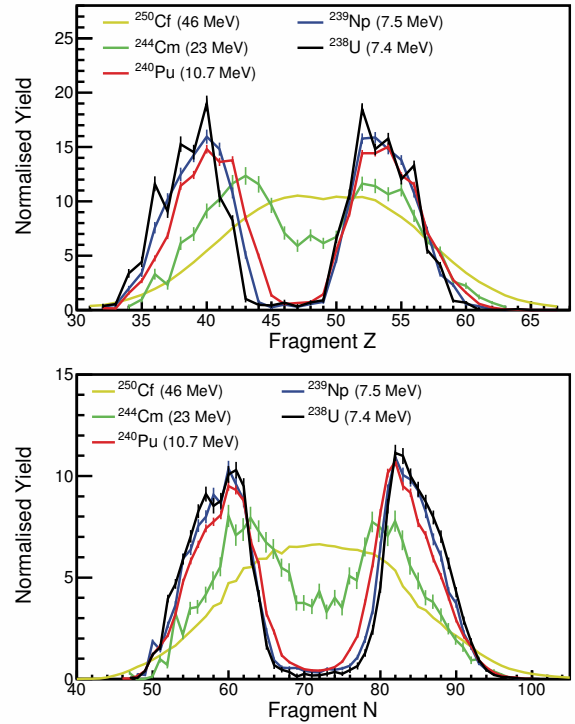 25
20
15
10
5
0
Normalised Yield
²⁵⁰Cf (46 MeV)
²³⁹Np (7.5 MeV)
²⁴⁴Cm (23 MeV)
²³⁸U (7.4 MeV)
²⁴⁰Pu (10.7 MeV)
30 35 40 45 50 55 60 65
Fragment Z
15
10
5
0
Normalised Yield
²⁵⁰Cf (46 MeV)
²³⁹Np (7.5 MeV)
²⁴⁴Cm (23 MeV)
²³⁸U (7.4 MeV)
²⁴⁰Pu (10.7 MeV)
40 50 60 70 80 90 100
Fragment N